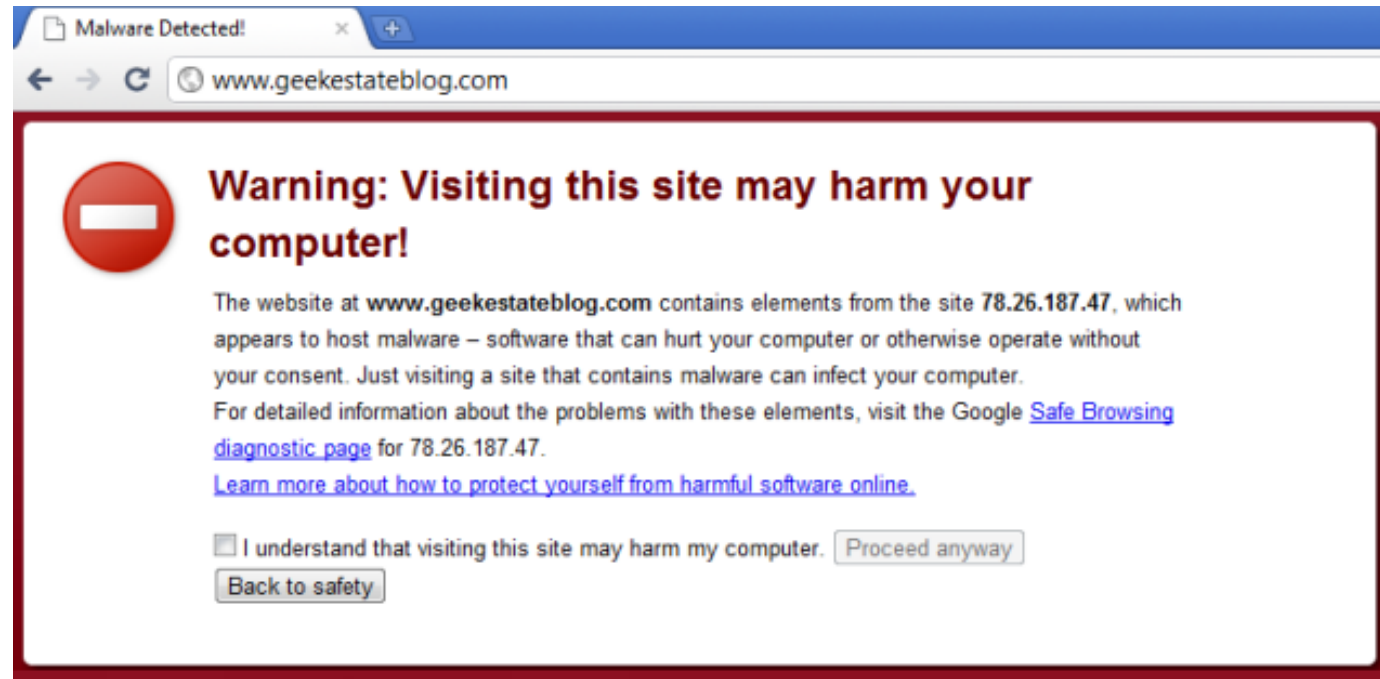 Malware Detected!
www.geekestateblog.com
Warning: Visiting this site may harm your
computer!
The website at www.geekestateblog.com contains elements from the site 78.26.187.47, which
appears to host malware – software that can hurt your computer or otherwise operate without
your consent. Just visiting a site that contains malware can infect your computer.
For detailed information about the problems with these elements, visit the Google Safe Browsing
diagnostic page for 78.26.187.47.
Learn more about how to protect yourself from harmful software online.
I understand that visiting this site may harm my computer. Proceed anyway
Back to safety